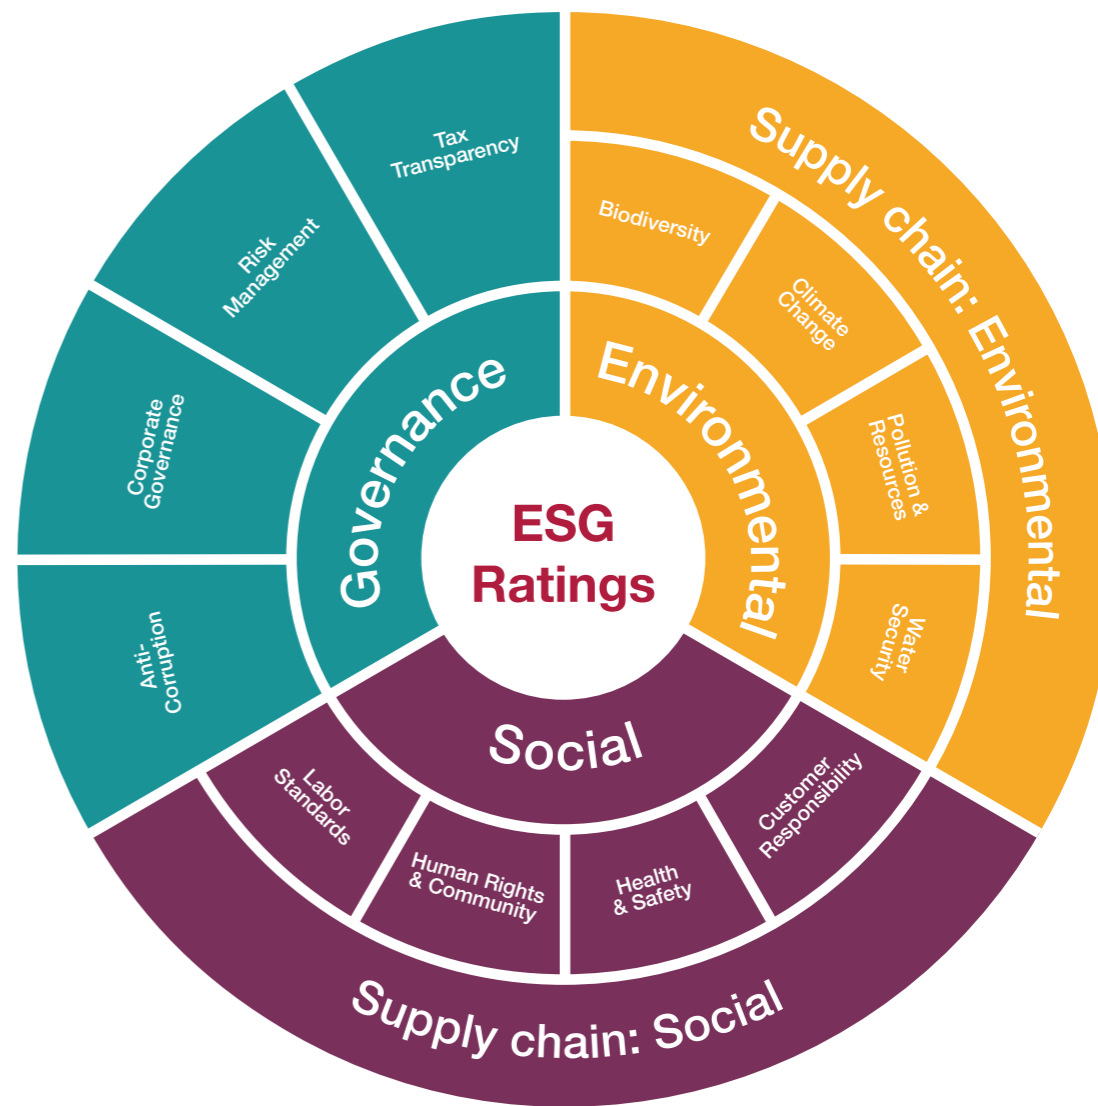 ESG
Ratings
Environmental
Biodiversity
Climate
Change
Pollution &
Resources
Water
Security
Supply chain: Environmental
Social
Customer
Responsibility
Health
& Safety
Human Rights
& Community
Labor
Standards
Supply chain: Social
Governance
Anti-
Corruption
Corporate
Governance
Risk
Management
Tax
Transparency